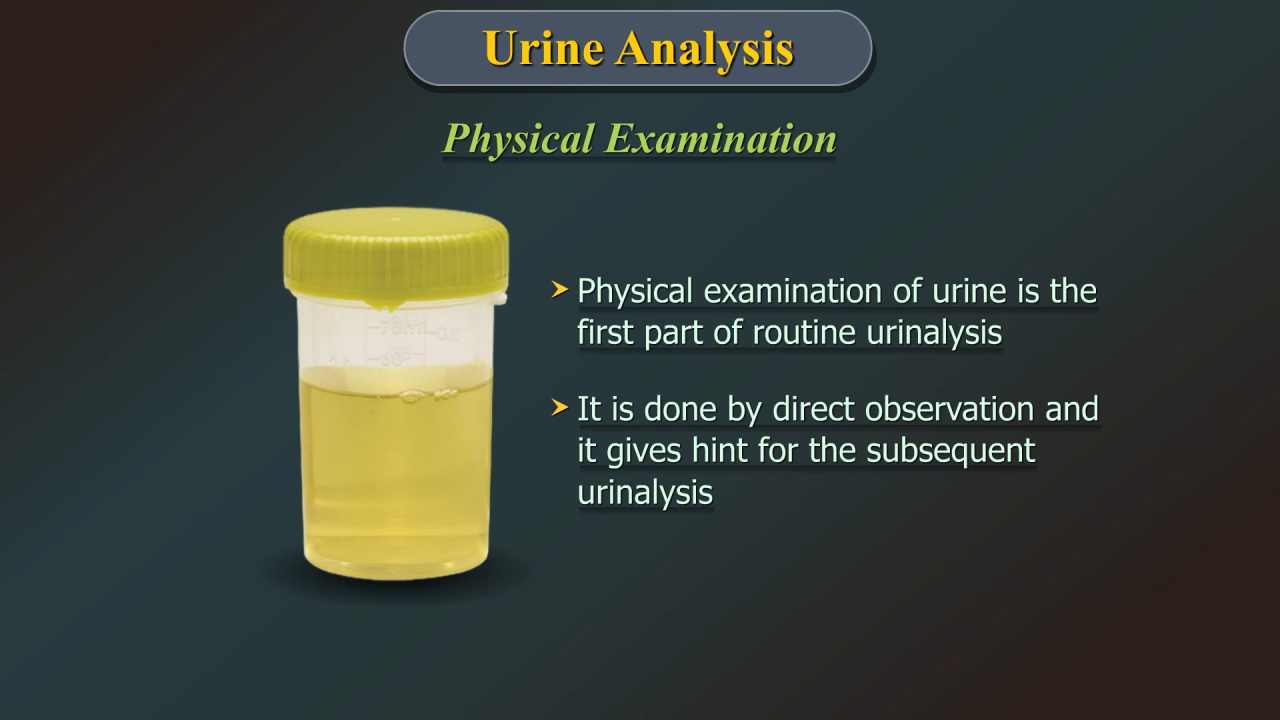 Urine Analysis
Physical Examination
➤ Physical examination of urine is the
first part of routine urinalysis
➤ It is done by direct observation and
it gives hint for the subsequent
urinalysis